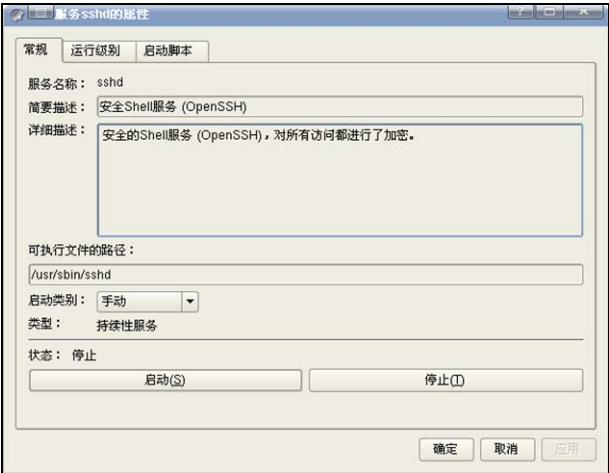 服务sshd的属性
常规 运行级别 启动脚本
服务名称： sshd
简要描述： 安全Shell服务 (OpenSSH)
详细描述： 安全的Shell服务 (OpenSSH)，对所有访问都进行了加密。
可执行文件的路径：
/usr/sbin/sshd
启动类别： 手动
类型： 持续性服务
状态： 停止
启动(S) 停止(T)
确定 取消 应用